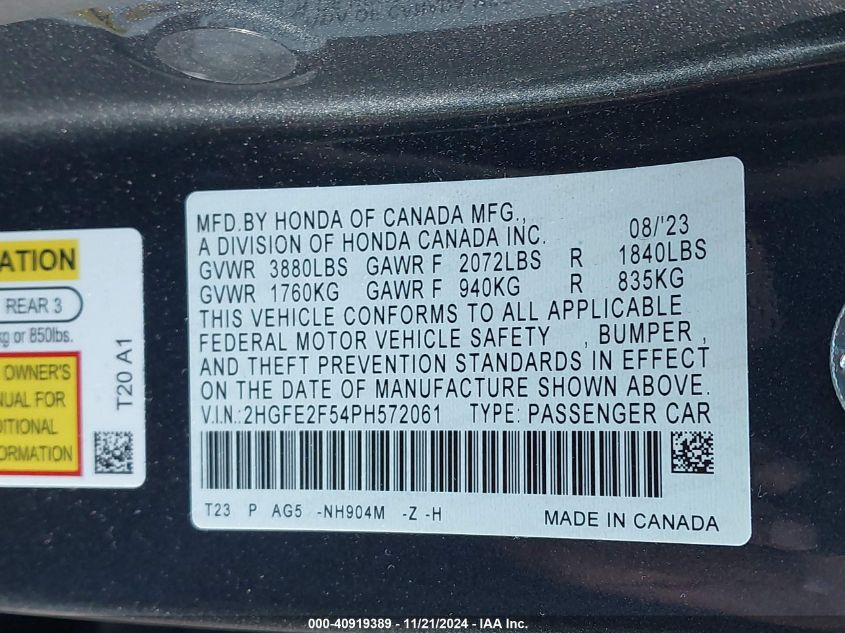 MFD.BY HONDA OF CANADA MFG., 08/'23
A DIVISION OF HONDA CANADA INC.
GVWR 3880LBS GAWR F 2072LBS R 1840LBS
GVWR 1760KG GAWR F 940KG R 835KG
THIS VEHICLE CONFORMS TO ALL APPLICABLE
FEDERAL MOTOR VEHICLE SAFETY , BUMPER ,
AND THEFT PREVENTION STANDARDS IN EFFECT
ON THE DATE OF MANUFACTURE SHOWN ABOVE.
V.I.N.:2HGFE2F54PH572061 TYPE: PASSENGER CAR
T23 P AG5 -NH904M -Z -H
MADE IN CANADA
ATION
REAR 3
kg or 850lbs.
OWNER'S
NUAL FOR
DITIONAL
ORMATION
T20 A1
000-40919389 - 11/21/2024 - IAA Inc.